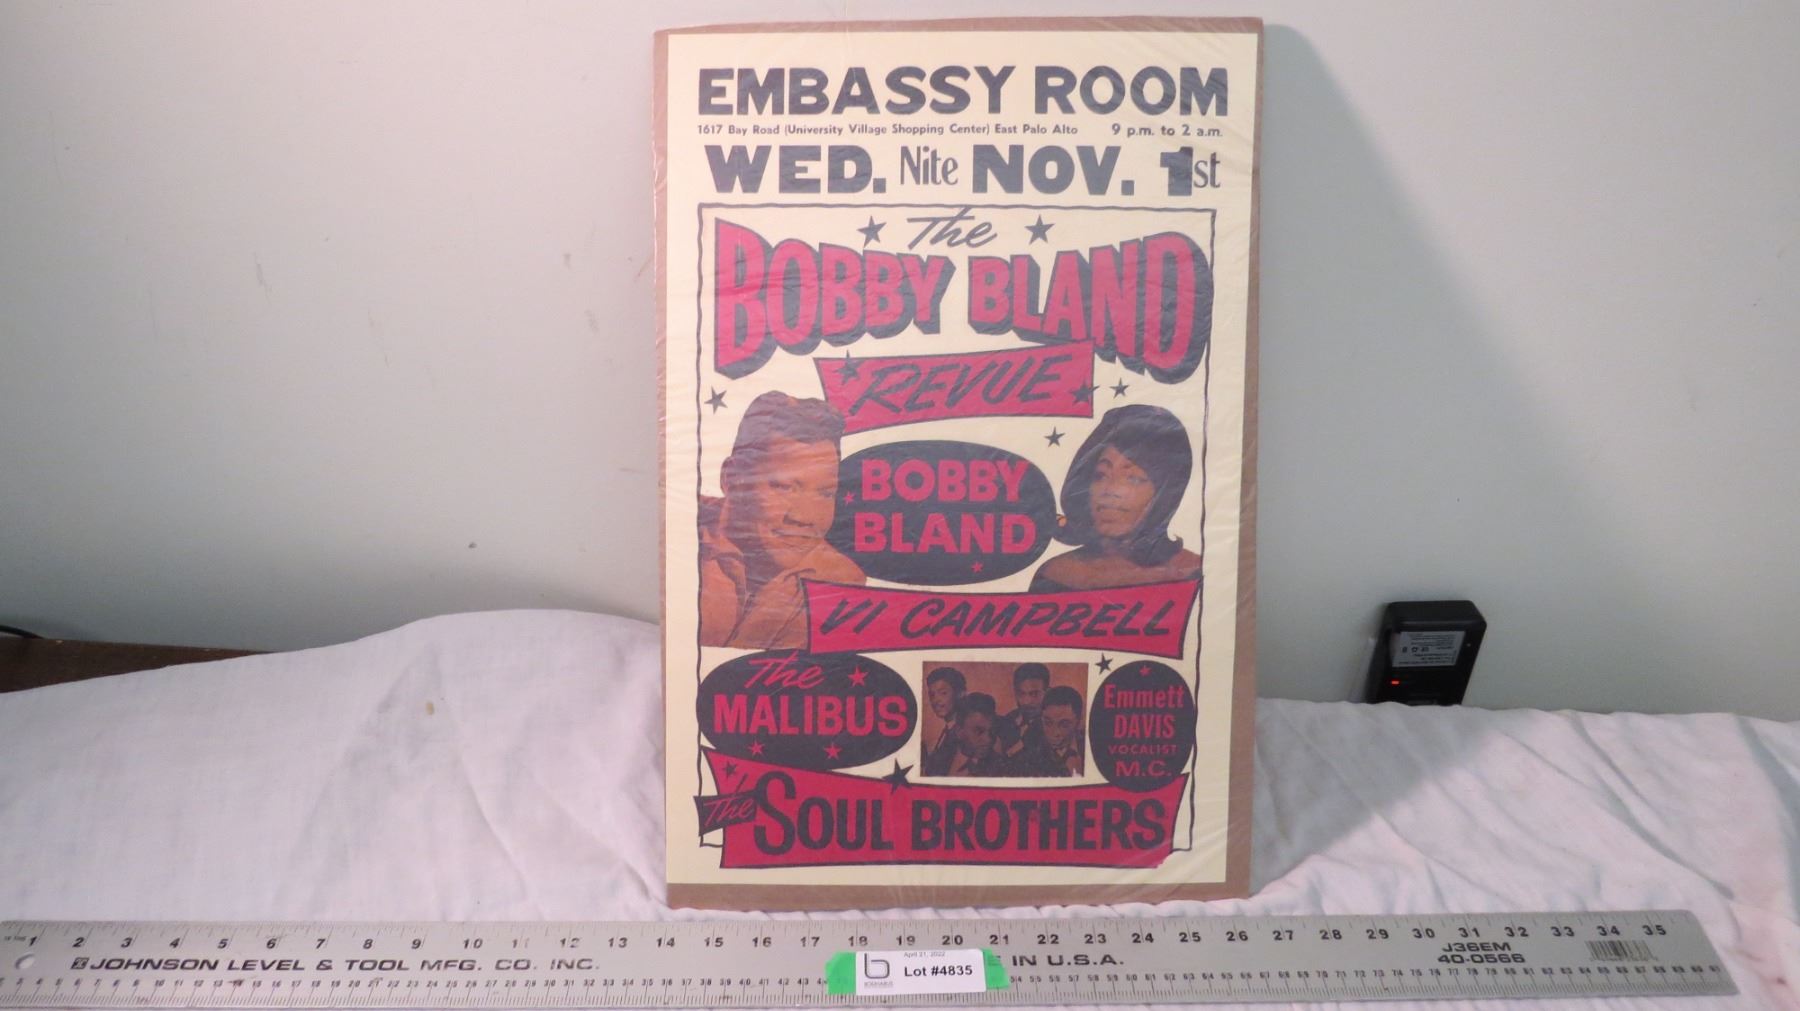 EMBASSY ROOM
1617 Bay Road (University Village Shopping Center) East Palo Alto 9 p.m. to 2 a.m.
WED. Nite NOV. 1st
The
BOBBY BLAND
REVUE
BOBBY
BLAND
VI CAMPBELL
The
MALIBUS
Emmett
DAVIS
VOCALIST
M.C.
The SOUL BROTHERS
1 2 3 4 5 6 7 8 9 10 11 12 13 14 15 16 17 18 19 20 21 22 23 24 25 26 27 28 29 30 31 32 33 34 35
JOHNSON LEVEL & TOOL MFG. CO. INC.
E IN U.S.A.
J36EM
40-0566
April 21, 2022
b
Lot #4835